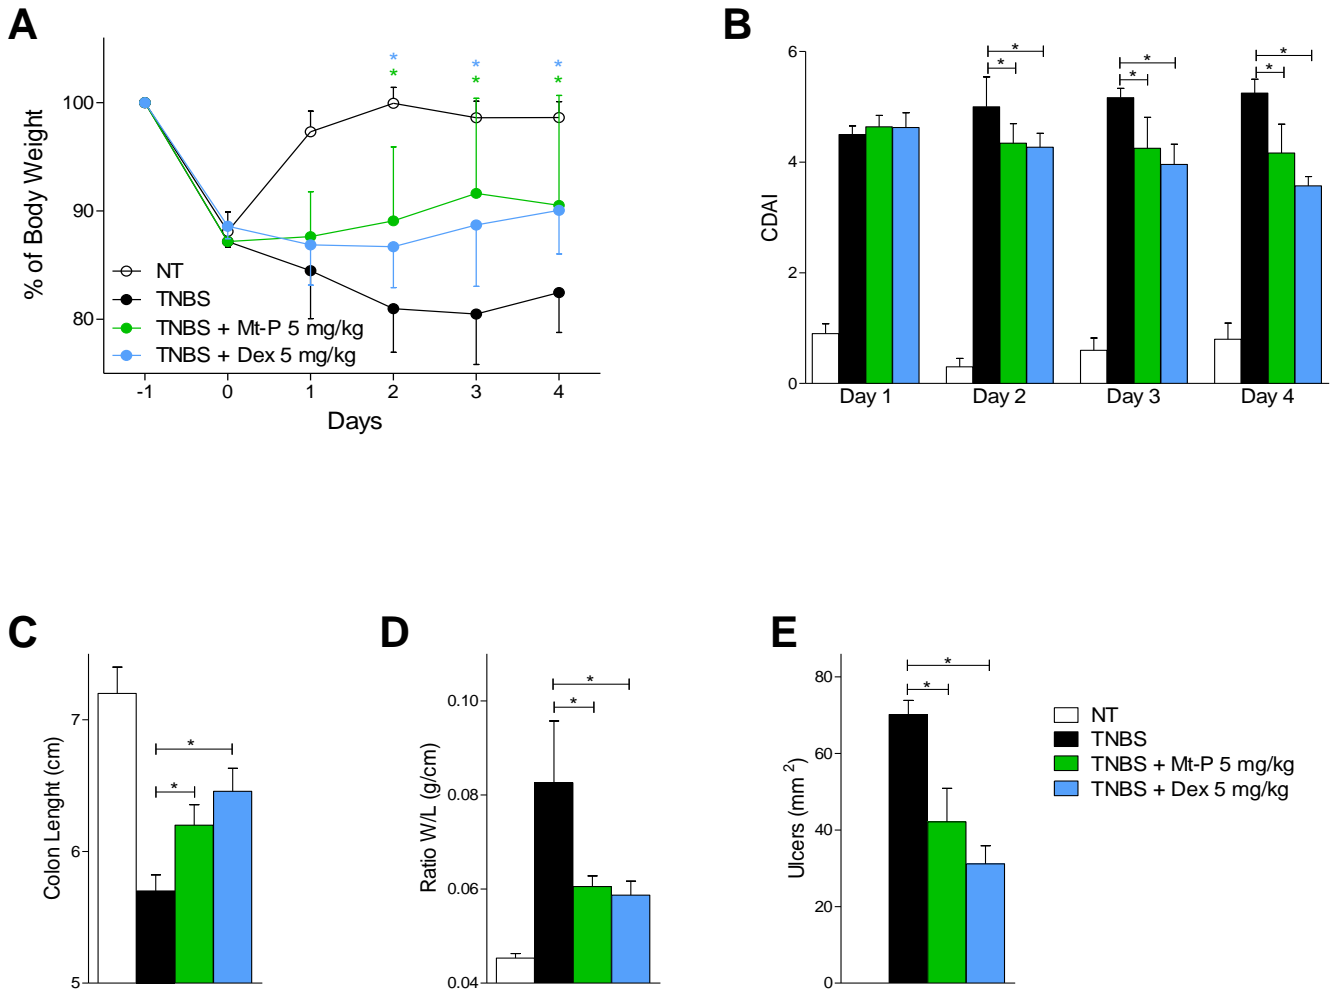 A
% of Body Weight
100
90
80
* * *
* * *
NT
TNBS
TNBS + Mt-P 5 mg/kg
TNBS + Dex 5 mg/kg
-1 0 1 2 3 4
Days
B
CDAI
6
4
2
0
* * *
* * *
Day 1 Day 2 Day 3 Day 4
C
Colon Lenght (cm)
7
6
5
*
*
D
Ratio W/L (g/cm)
0.10
0.08
0.06
0.04
*
*
E
Ulcers (mm 2)
80
60
40
20
0
*
*
NT
TNBS
TNBS + Mt-P 5 mg/kg
TNBS + Dex 5 mg/kg